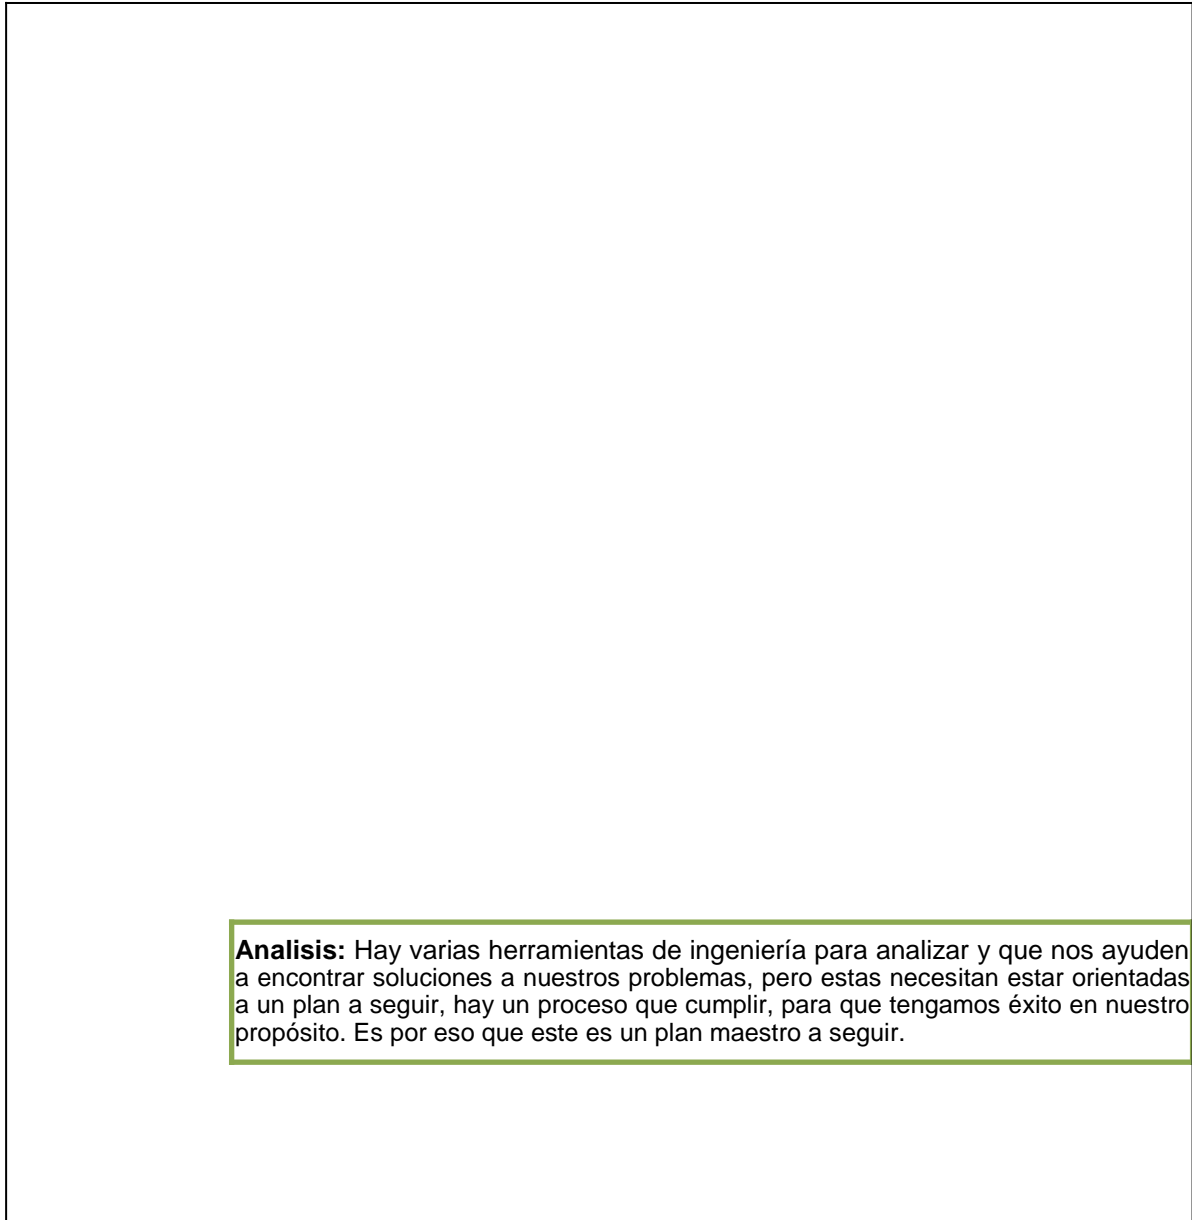 Analisis: Hay varias herramientas de ingeniería para analizar y que nos ayuden
a encontrar soluciones a nuestros problemas, pero estas necesitan estar orientadas
a un plan a seguir, hay un proceso que cumplir, para que tengamos éxito en nuestro
propósito. Es por eso que este es un plan maestro a seguir.